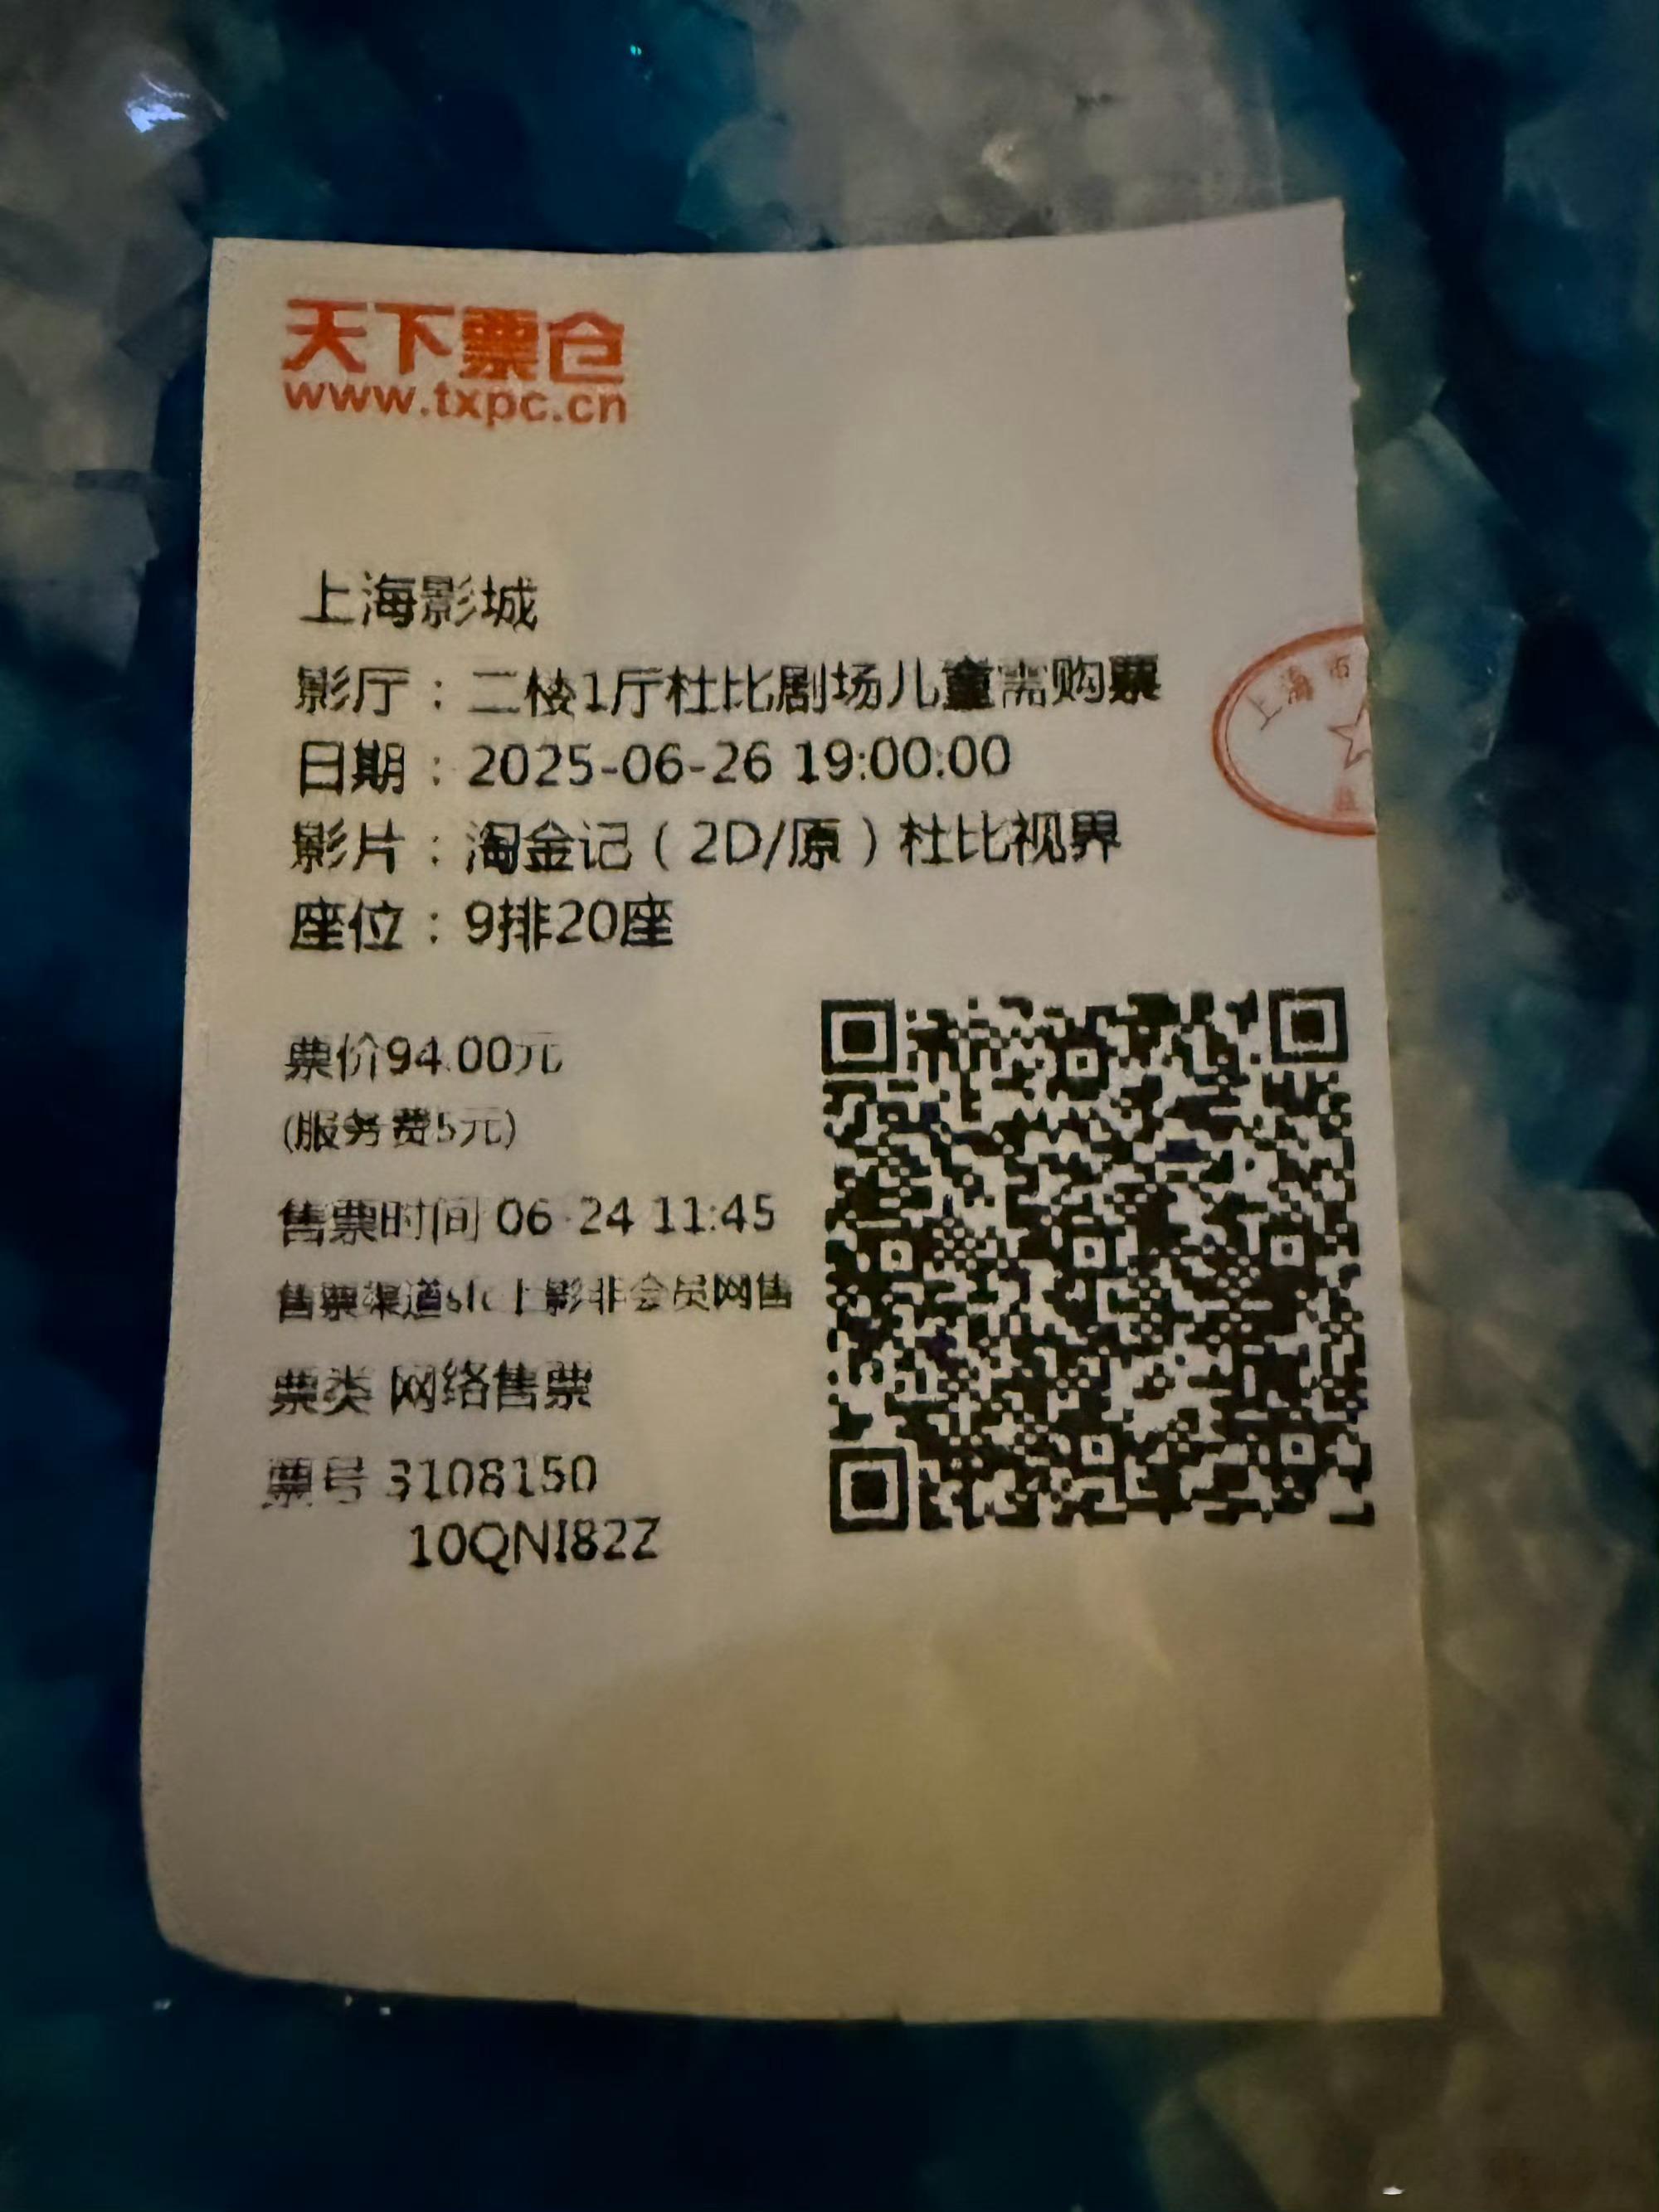 天下票仓
www.txpc.cn
上海影城
影厅：二楼1厅杜比剧场儿童需购票
日期：2025-06-26 19:00:00
影片：淘金记（2D/原）杜比视界
座位：9排20座
票价94.00元
(服务费5元)
售票时间 06-24 11:45
售票渠道 上影非会员网售
票类 网络售票
票号 3108150
10QNI82Z
上海市